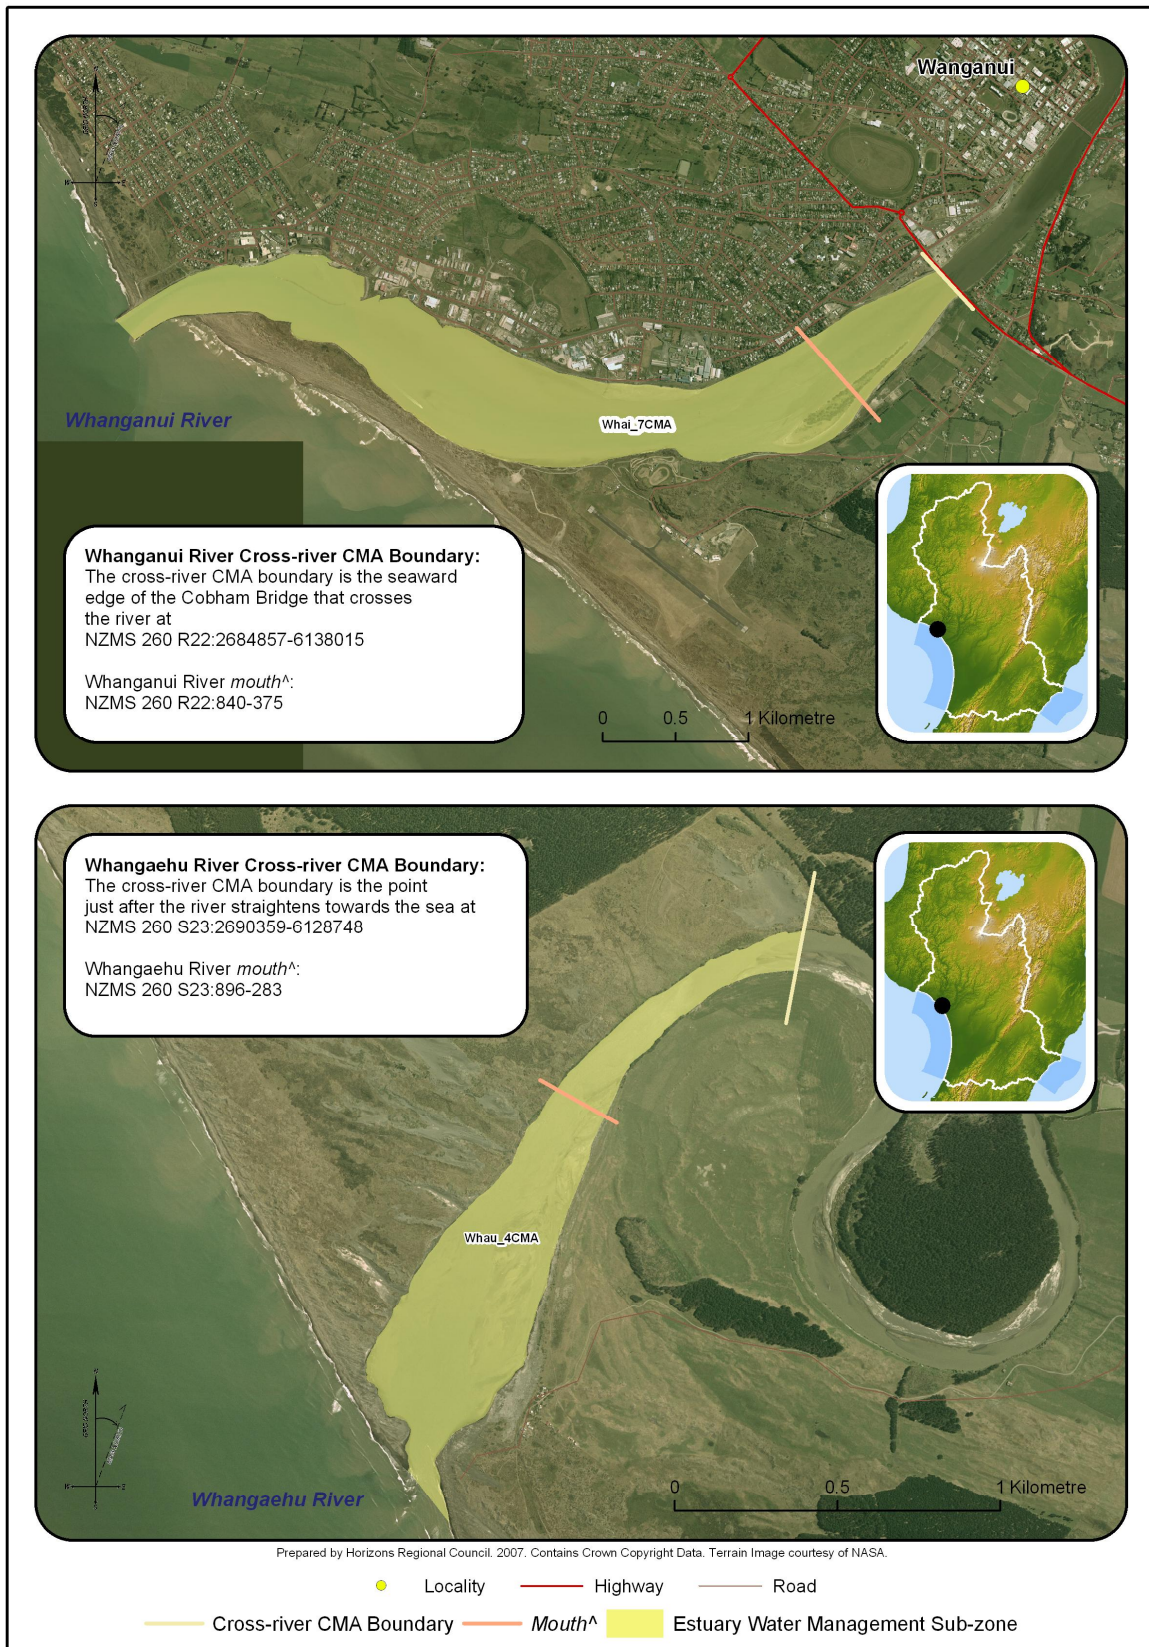 Wanganui
GRID NORTH
N
W
E
S
Whanganui River
Whai_7CMA
Whanganui River Cross-river CMA Boundary:
The cross-river CMA boundary is the seaward
edge of the Cobham Bridge that crosses
the river at
NZMS 260 R22:2684857-6138015
Whanganui River mouth^:
NZMS 260 R22:840-375
0 0.5 1 Kilometre
Whangaehu River Cross-river CMA Boundary:
The cross-river CMA boundary is the point
just after the river straightens towards the sea at
NZMS 260 S23:2690359-6128748
Whangaehu River mouth^:
NZMS 260 S23:896-283
Whau_4CMA
GRID NORTH
N
W
E
S
Whangaehu River
0 0.5 1 Kilometre
Prepared by Horizons Regional Council. 2007. Contains Crown Copyright Data. Terrain Image courtesy of NASA.
Locality Highway Road
Cross-river CMA Boundary Mouth^ Estuary Water Management Sub-zone